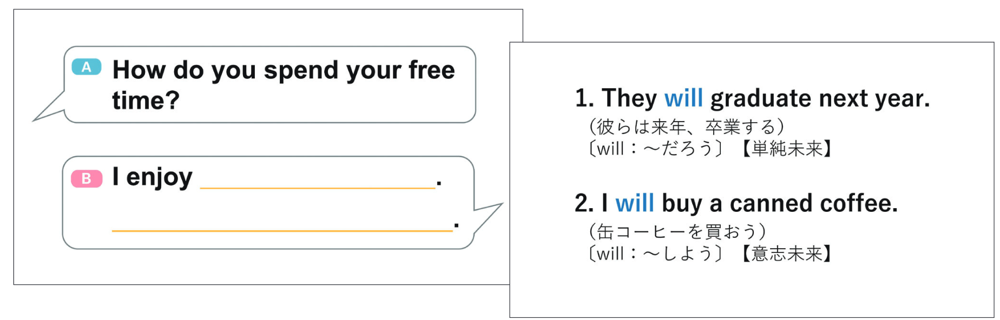 A How do you spend your free
time?
B I enjoy ____________________.
______________________________.
1. They will graduate next year.
（彼らは来年、卒業する）
〔will：～だろう〕【単純未来】
2. I will buy a canned coffee.
（缶コーヒーを買おう）
〔will：～しよう〕【意志未来】